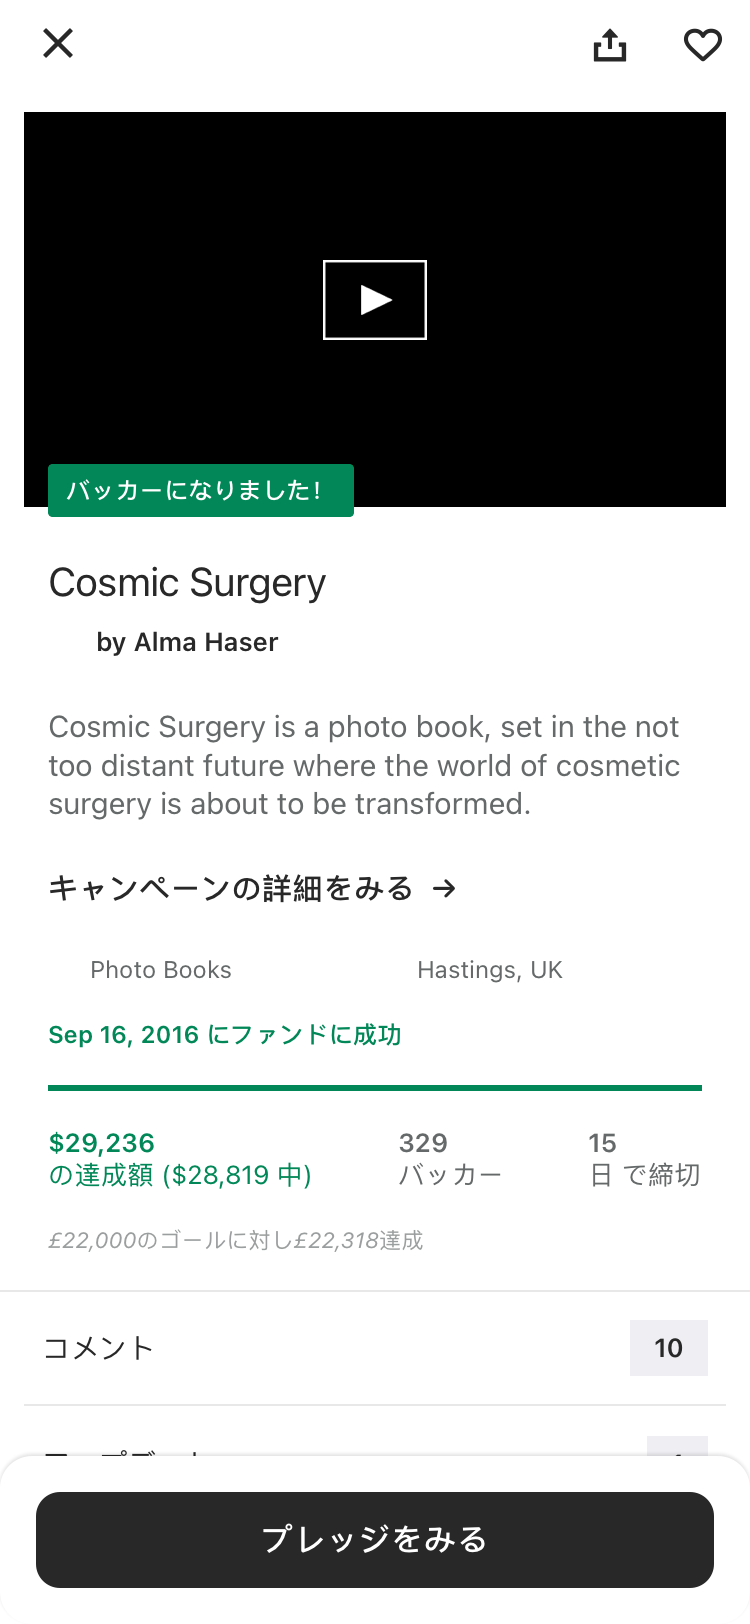 バッカーになりました!
Cosmic Surgery
by Alma Haser
Cosmic Surgery is a photo book, set in the not
too distant future where the world of cosmetic
surgery is about to be transformed.
キャンペーンの詳細をみる →
Photo Books
Hastings, UK
Sep 16, 2016 にファンドに成功
$29,236
の達成額 ($28,819 中)
329
バッカー
15
日 で締切
£22,000のゴールに対し£22,318達成
コメント
10
プレッジをみる